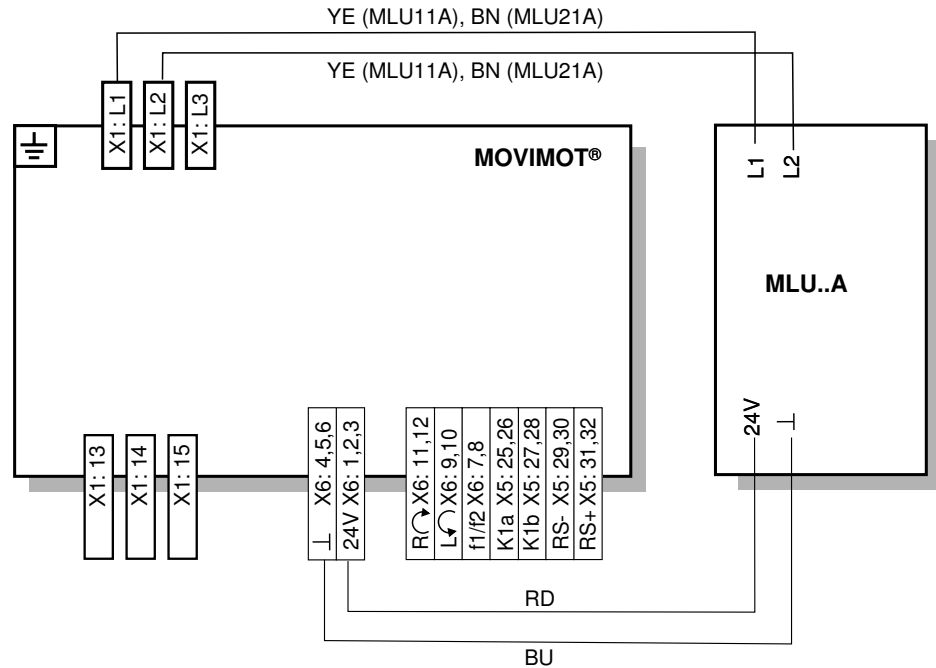 YE (MLU11A), BN (MLU21A)
YE (MLU11A), BN (MLU21A)
X1: L1
X1: L2
X1: L3
MOVIMOT®
L1
L2
MLU..A
24V
⊥
X1: 13
X1: 14
X1: 15
⊥ X6: 4,5,6
24V X6: 1,2,3
R X6: 11,12
L X6: 9,10
f1/f2 X6: 7,8
K1a X5: 25,26
K1b X5: 27,28
RS- X5: 29,30
RS+ X5: 31,32
RD
BU